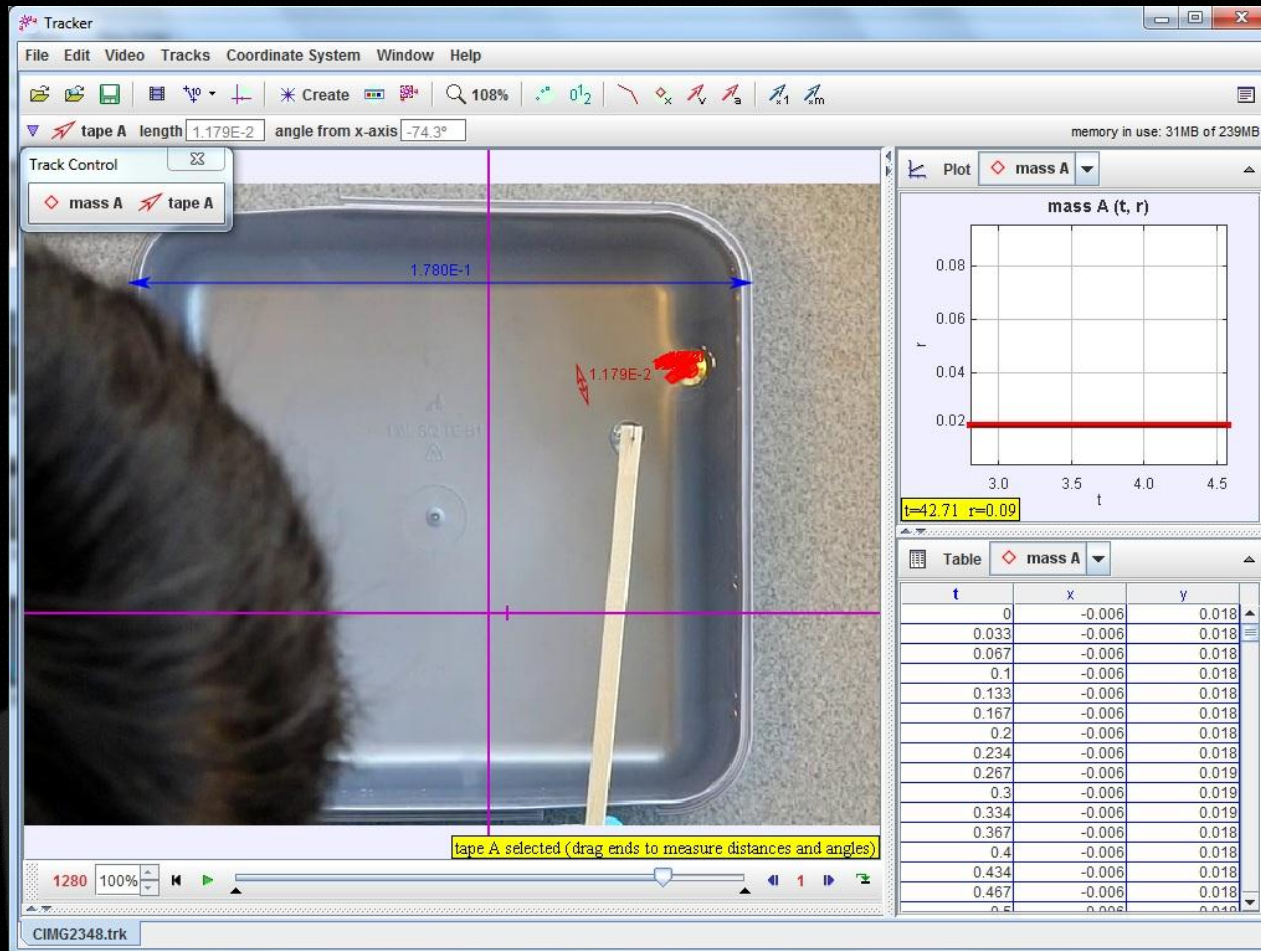 Tracker
File Edit Video Tracks Coordinate System Window Help
Create 108%
tape A length 1.179E-2 angle from x-axis -74.3° memory in use: 31MB of 239MB
Track Control
mass A tape A
1.780E-1
1.179E-2
tape A selected (drag ends to measure distances and angles)
1280 100% 1
CIMG2348.trk
Plot mass A
mass A (t, r)
0.08
0.06
r
0.04
0.02
3.0 3.5 4.0 4.5
t
t=42.71 r=0.09
Table mass A
t x y
0 -0.006 0.018
0.033 -0.006 0.018
0.067 -0.006 0.018
0.1 -0.006 0.018
0.133 -0.006 0.018
0.167 -0.006 0.018
0.2 -0.006 0.018
0.234 -0.006 0.018
0.267 -0.006 0.019
0.3 -0.006 0.019
0.334 -0.006 0.019
0.367 -0.006 0.018
0.4 -0.006 0.018
0.434 -0.006 0.018
0.467 -0.006 0.018